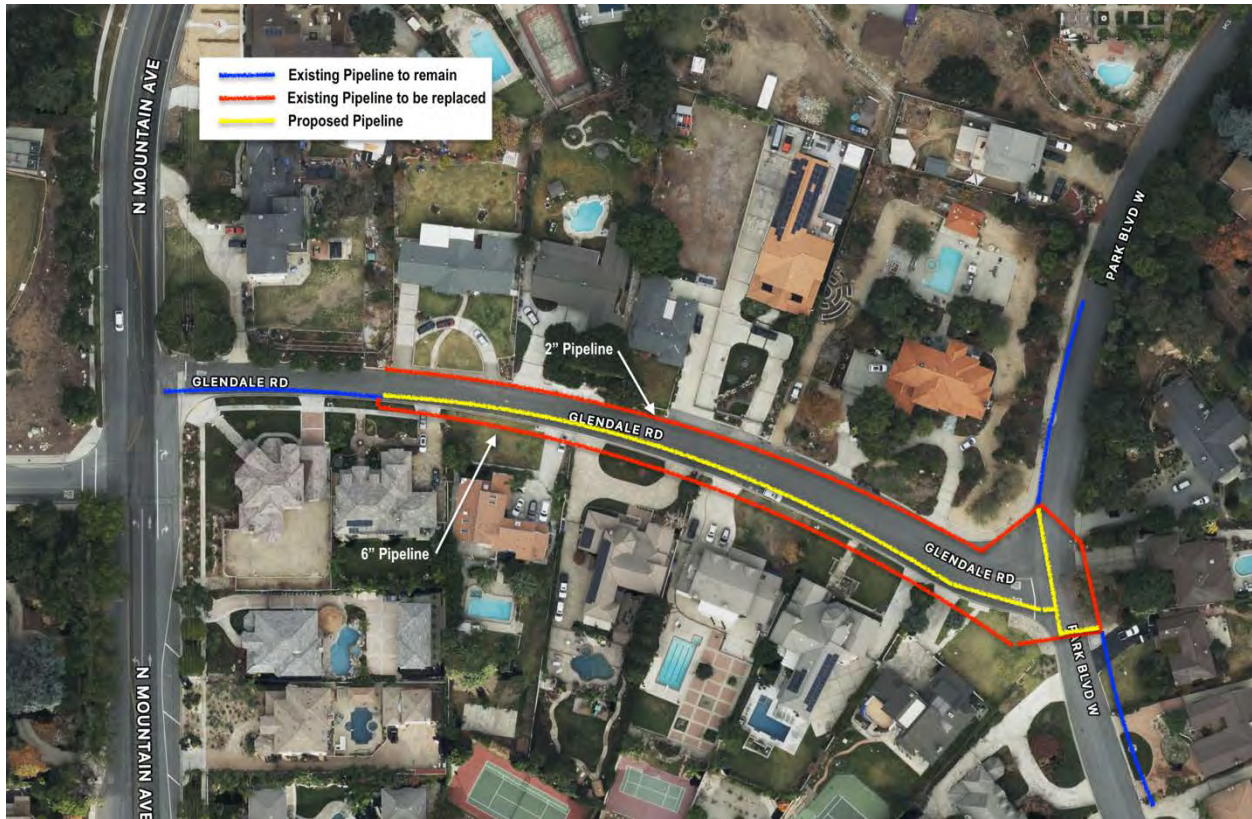 N MOUNTAIN AVE
Existing Pipeline to remain
Existing Pipeline to be replaced
Proposed Pipeline
PARK BLVD W
2” Pipeline
GLENDALE RD
GLENDALE RD
6” Pipeline
GLENDALE RD
PARK BLVD W
N MOUNTAIN AVE